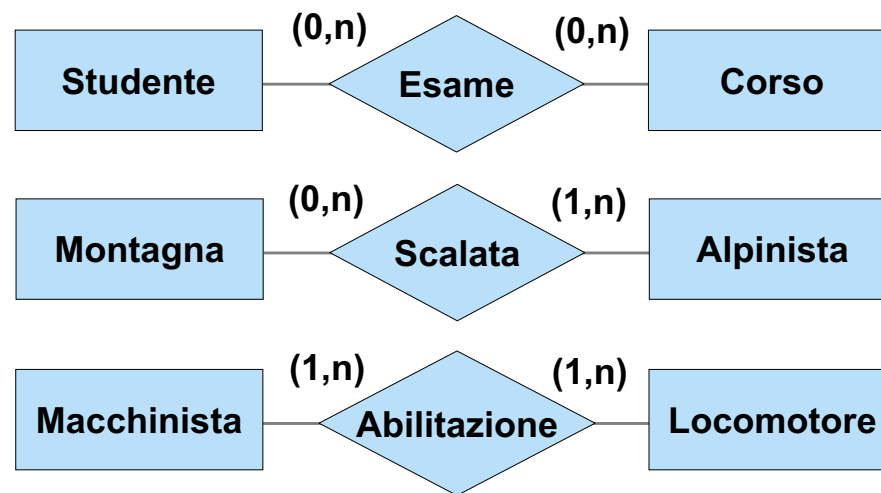 (0,n) (0,n)
Studente Esame Corso
(0,n) (1,n)
Montagna Scalata Alpinista
(1,n) (1,n)
Macchinista Abilitazione Locomotore